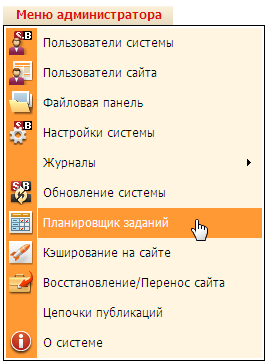 Меню администратора
Пользователи системы
Пользователи сайта
Файловая панель
Настройки системы
Журналы
Обновление системы
Планировщик заданий
Кэширование на сайте
Восстановление/Перенос сайта
Цепочки публикаций
О системе